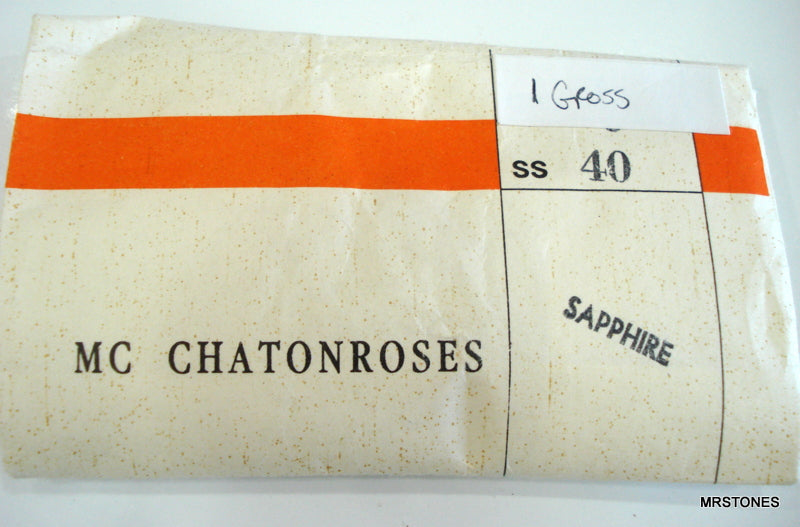 1 Gross
SS 40
SAPPHIRE
MC CHATONROSES
MRSTONES